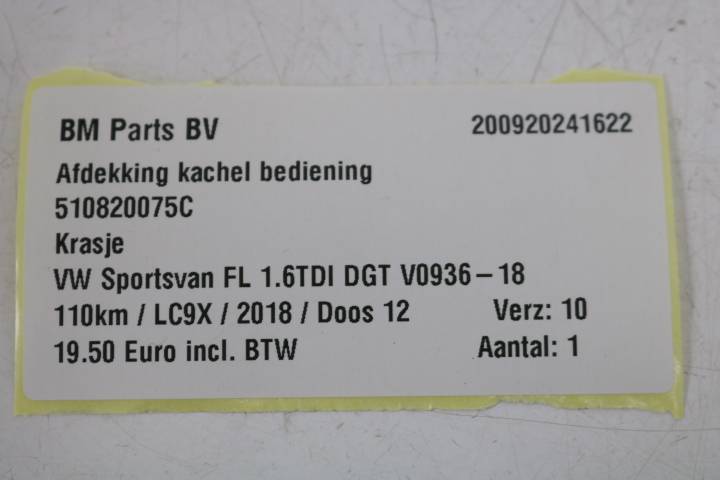 BM Parts BV 200920241622
Afdekking kachel bediening
510820075C
Krasje
VW Sportsvan FL 1.6TDI DGT V0936-18
110km / LC9X / 2018 / Doos 12 Verz: 10
19.50 Euro incl. BTW Aantal: 1